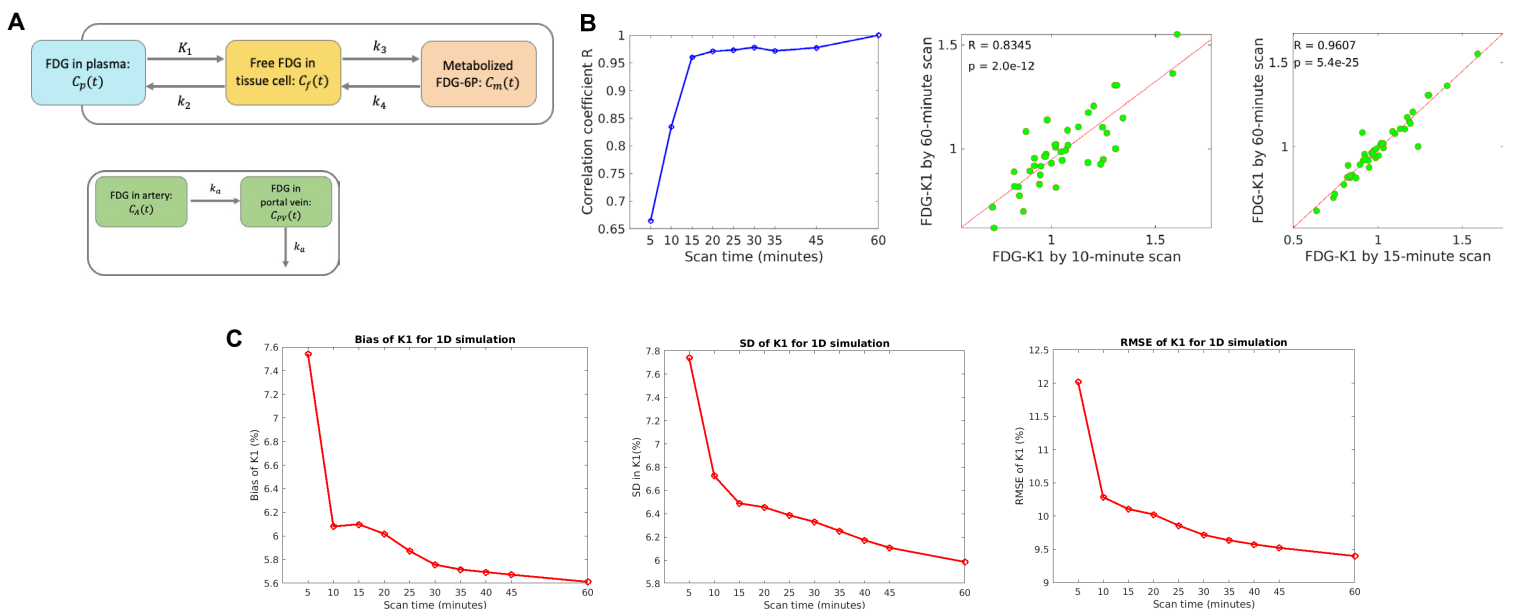 A
FDG in plasma:
C_p(t)
K_1
k_2
Free FDG in
tissue cell: C_f(t)
k_3
k_4
Metabolized
FDG-6P: C_m(t)
FDG in artery:
C_A(t)
k_a
FDG in
portal vein:
C_PV(t)
k_a
B
Correlation coefficient R
1
0.95
0.9
0.85
0.8
0.75
0.7
0.65
5 10 15 20 25 30 35 45 60
Scan time (minutes)
FDG-K1 by 60-minute scan
R = 0.8345
p = 2.0e-12
1.5
1
1 1.5
FDG-K1 by 10-minute scan
FDG-K1 by 60-minute scan
R = 0.9607
p = 5.4e-25
1.5
1
0.5 1 1.5
FDG-K1 by 15-minute scan
C
Bias of K1 for 1D simulation
Bias of K1 (%)
7.6
7.4
7.2
7
6.8
6.6
6.4
6.2
6
5.8
5.6
5 10 15 20 25 30 35 40 45 60
Scan time (minutes)
SD of K1 for 1D simulation
SD in K1(%)
7.8
7.6
7.4
7.2
7
6.8
6.6
6.4
6.2
6
5.8
5 10 15 20 25 30 35 40 45 60
Scan time (minutes)
RMSE of K1 for 1D simulation
RMSE of K1 (%)
12.5
12
11.5
11
10.5
10
9.5
9
5 10 15 20 25 30 35 40 45 60
Scan time (minutes)